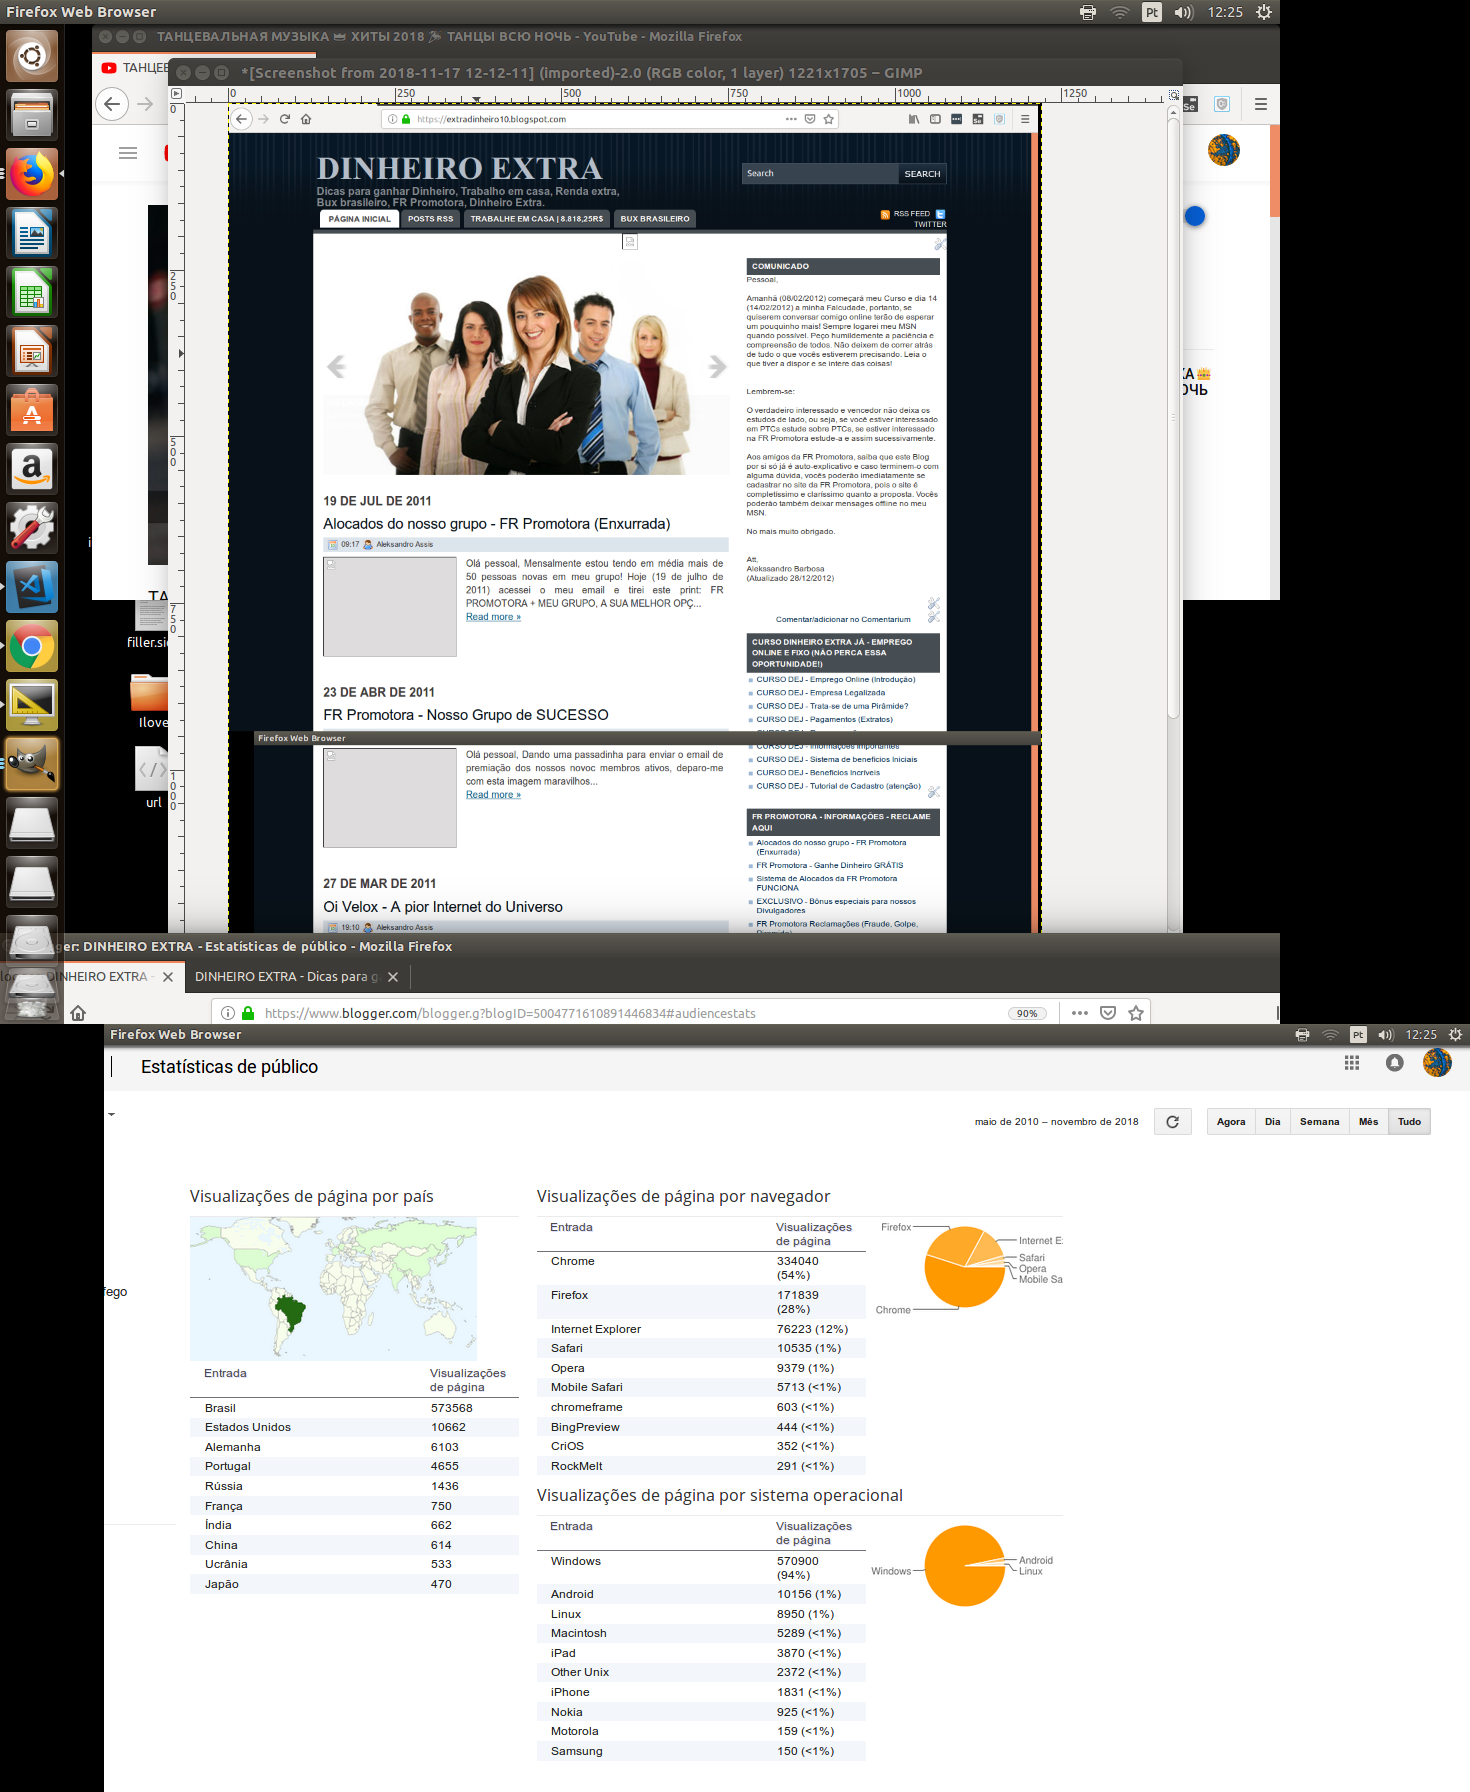 Firefox Web Browser
Pt
12:25
ТАНЦЕВАЛЬНАЯ МУЗЫКА 👑 ХИТЫ 2018 💃 ТАНЦЫ ВСЮ НОЧЬ - YouTube - Mozilla Firefox
ТАНЦЕВ
*[Screenshot from 2018-11-17 12-12-11] (imported)-2.0 (RGB color, 1 layer) 1221x1705 – GIMP
0 250 500 750 1000 1250
https://extradinheiro10.blogspot.com
DINHEIRO EXTRA
Dicas para ganhar Dinheiro, Trabalho em casa, Renda extra,
Bux brasileiro, FR Promotora, Dinheiro Extra.
Search
SEARCH
PÁGINA INICIAL
POSTS RSS
TRABALHE EM CASA | 8.818,25R$
BUX BRASILEIRO
RSS FEED
TWITTER
19 DE JUL DE 2011
Alocados do nosso grupo - FR Promotora (Enxurrada)
09:17 Aleksandro Assis
Olá pessoal, Mensalmente estou tendo em média mais de
50 pessoas novas em meu grupo! Hoje (19 de julho de
2011) acessei o meu email e tirei este print: FR
PROMOTORA + MEU GRUPO, A SUA MELHOR OPÇ...
Read more »
23 DE ABR DE 2011
FR Promotora - Nosso Grupo de SUCESSO
Firefox Web Browser
Olá pessoal, Dando uma passadinha para enviar o email de
premiação dos nossos novoc membros ativos, deparo-me
com esta imagem maravilhos...
Read more »
27 DE MAR DE 2011
Oi Velox - A pior Internet do Universo
19:10 Aleksandro Assis
COMUNICADO
Pessoal,
Amanhã (08/02/2012) começará meu Curso e dia 14
(14/02/2012) a minha Falcudade, portanto, se
quiserem conversar comigo online terão de esperar
um pouquinho mais! Sempre logarei meu MSN
quando possível. Peço humildemente a paciência e
compreensão de todos. Não deixem de correr atrás
de tudo o que vocês estiverem precisando. Leia o
que tiver a dispor e se intere das coisas!
Lembrem-se:
O verdadeiro interessado e vencedor não deixa os
estudos de lado, ou seja, se você estiver interessado
em PTCs estude sobre PTCs, se estiver interessado
na FR Promotora estude-a e assim sucessivamente.
Aos amigos da FR Promotora, saiba que este Blog
por si só já é auto-explicativo e caso terminem-o com
alguma dúvida, vocês poderão imediatamente se
cadastrar no site da FR Promotora, pois o site é
completíssimo e claríssimo quanto a proposta. Vocês
poderão também deixar mensages offline no meu
MSN.
No mais muito obrigado.
Att,
Alekssandro Barbosa
(Atualizado 28/12/2012)
Comentar/adicionar no Comentarium
CURSO DINHEIRO EXTRA JÁ - EMPREGO
ONLINE E FIXO (NÃO PERCA ESSA
OPORTUNIDADE!)
CURSO DEJ - Emprego Online (Introdução)
CURSO DEJ - Empresa Legalizada
CURSO DEJ - Trata-se de uma Pirâmide?
CURSO DEJ - Pagamentos (Extratos)
CURSO DEJ - Informações Importantes
CURSO DEJ - Sistema de benefícios Iniciais
CURSO DEJ - Benefícios Incríveis
CURSO DEJ - Tutorial de Cadastro (atenção)
FR PROMOTORA - INFORMAÇÕES - RECLAME
AQUI
Alocados do nosso grupo - FR Promotora
(Enxurrada)
FR Promotora - Ganhe Dinheiro GRÁTIS
Sistema de Alocados da FR Promotora
FUNCIONA
EXCLUSIVO - Bônus especiais para nossos
Divulgadores
FR Promotora Reclamações (Fraude, Golpe,
КА
ОЧЬ
ТА
filler.si
Ilove
url
ger: DINHEIRO EXTRA - Estatísticas de público - Mozilla Firefox
DINHEIRO EXTRA -
DINHEIRO EXTRA - Dicas para g
https://www.blogger.com/blogger.g?blogID=5004771610891446834#audiencestats
90%
Firefox Web Browser
Pt
12:25
Estatísticas de público
maio de 2010 – novembro de 2018
Agora
Dia
Semana
Mês
Tudo
fego
Visualizações de página por país
Entrada Visualizações
de página
Brasil 573568
Estados Unidos 10662
Alemanha 6103
Portugal 4655
Rússia 1436
França 750
Índia 662
China 614
Ucrânia 533
Japão 470
Visualizações de página por navegador
Entrada Visualizações
de página
Chrome 334040
(54%)
Firefox 171839
(28%)
Internet Explorer 76223 (12%)
Safari 10535 (1%)
Opera 9379 (1%)
Mobile Safari 5713 (<1%)
chromeframe 603 (<1%)
BingPreview 444 (<1%)
CriOS 352 (<1%)
RockMelt 291 (<1%)
Firefox
Internet E
Safari
Opera
Mobile Sa
Chrome
Visualizações de página por sistema operacional
Entrada Visualizações
de página
Windows 570900
(94%)
Android 10156 (1%)
Linux 8950 (1%)
Macintosh 5289 (<1%)
iPad 3870 (<1%)
Other Unix 2372 (<1%)
iPhone 1831 (<1%)
Nokia 925 (<1%)
Motorola 159 (<1%)
Samsung 150 (<1%)
Windows
Android
Linux